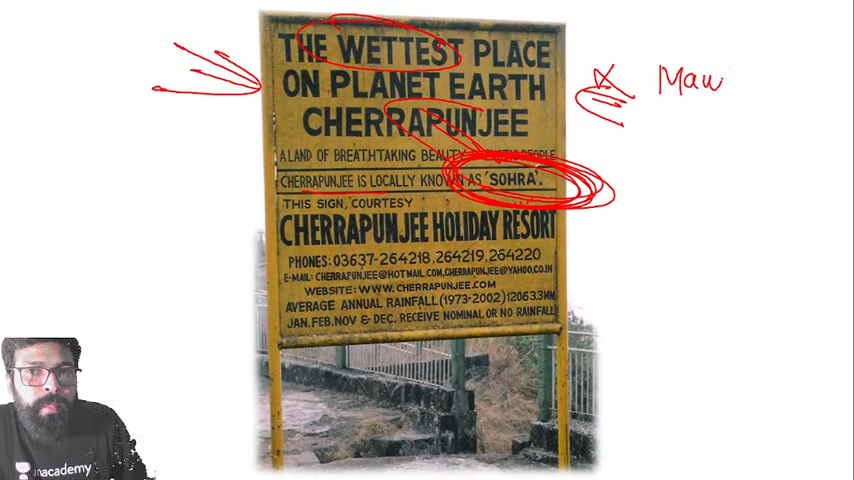 THE WETTEST PLACE
ON PLANET EARTH
CHERRAPUNJEE
A LAND OF BREATHTAKING BEAUTY PEOPLE
CHERRAPUNJEE IS LOCALLY KNOWN AS 'SOHRA'.
THIS SIGN, COURTESY
CHERRAPUNJEE HOLIDAY RESORT
PHONES: 03637-264218, 264219, 264220
E-MAIL: CHERRAPUNJEE@HOTMAIL.COM, CHERRAPUNJEE@YAHOO.CO.IN
WEBSITE: WWW.CHERRAPUNJEE.COM
AVERAGE ANNUAL RAINFALL (1973-2002) 12063.3MM
JAN, FEB, NOV & DEC. RECEIVE NOMINAL OR NO RAINFALL
Maw
unacademy